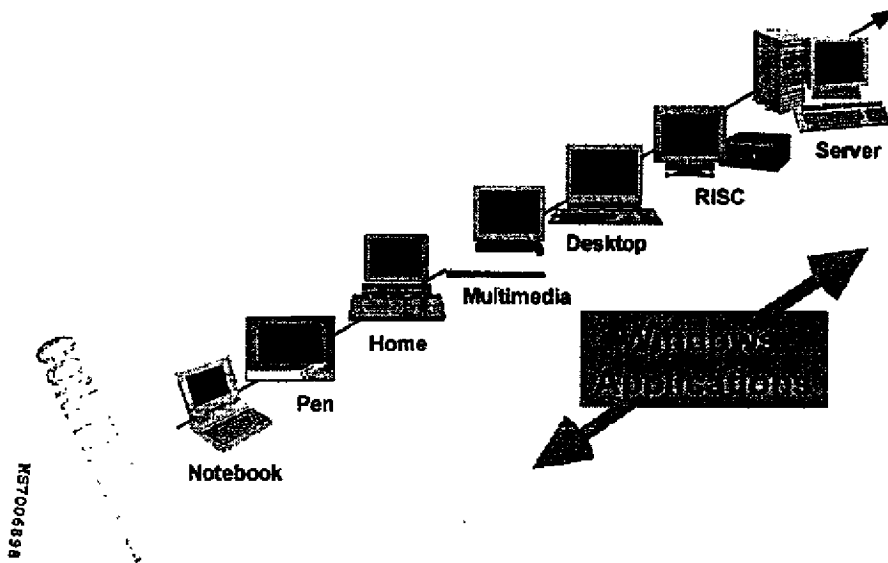 Server
RISC
Desktop
Multimedia
Home
Pen
Notebook
Windows
Applications
MS7006898